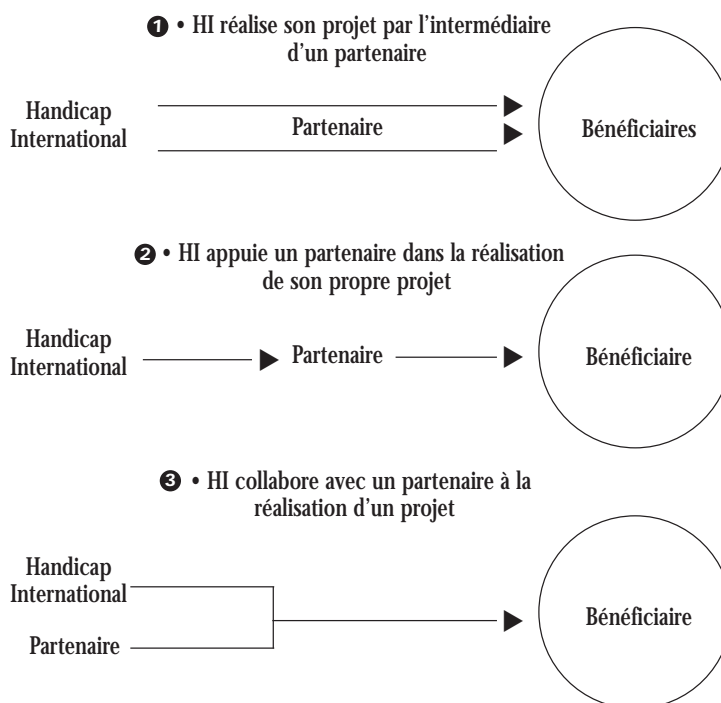 ❶ • HI réalise son projet par l'intermédiaire
d'un partenaire
Handicap
International
Partenaire
Bénéficiaires
❷ • HI appuie un partenaire dans la réalisation
de son propre projet
Handicap
International
Partenaire
Bénéficiaire
❸ • HI collabore avec un partenaire à la
réalisation d'un projet
Handicap
International
Partenaire
Bénéficiaire